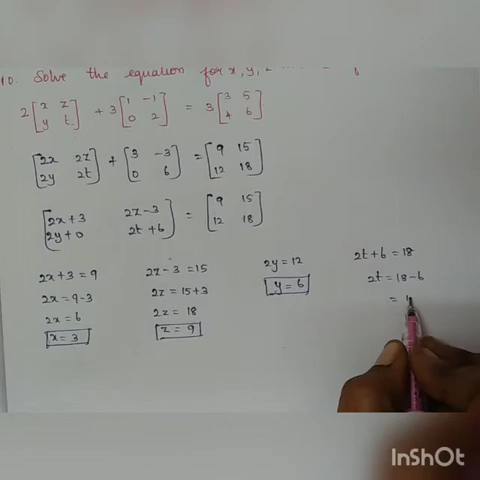 10. Solve the equation for x, y, z
2 [x z] + 3 [1 -1] = 3 [3 5]
[y t] [0 2] [4 6]
[2x 2z] + [3 -3] = [9 15]
[2y 2t] [0 6] [12 18]
[2x+3 2z-3] = [9 15]
[2y+0 2t+6] [12 18]
2x+3 = 9
2x = 9-3
2x = 6
x = 3
2z-3 = 15
2z = 15+3
2z = 18
z = 9
2y = 12
y = 6
2t+6 = 18
2t = 18-6
= 1
InShOt